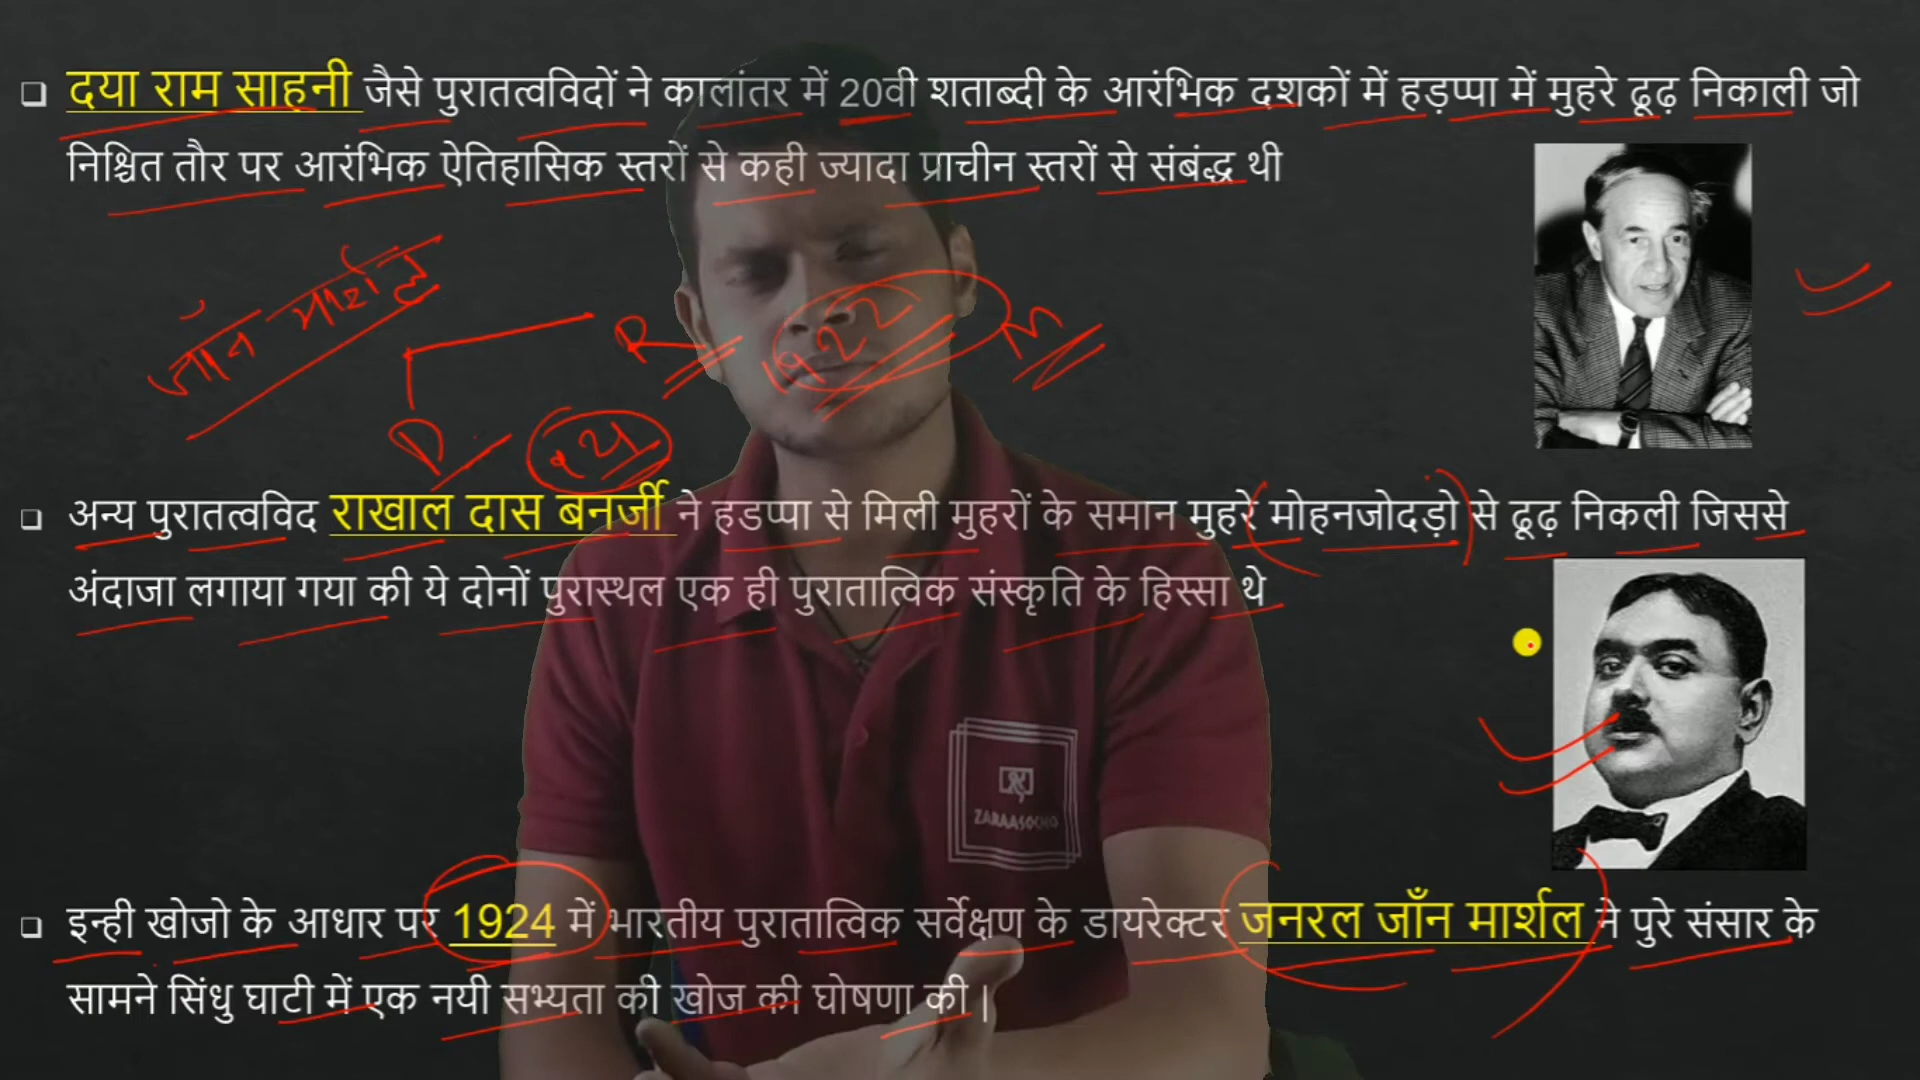 दया राम साहनी जैसे पुरातत्वविदों ने कालांतर में 20वी शताब्दी के आरंभिक दशकों में हड़प्पा में मुहरे ढूढ़ निकाली जो
निश्चित तौर पर आरंभिक ऐतिहासिक स्तरों से कही ज्यादा प्राचीन स्तरों से संबंद्ध थी
जॉन मार्शल
R 1922 M
D
अन्य पुरातत्वविद राखाल दास बनर्जी ने हडप्पा से मिली मुहरों के समान मुहरे मोहनजोदड़ो से ढूढ़ निकली जिससे
अंदाजा लगाया गया की ये दोनों पुरास्थल एक ही पुरातात्विक संस्कृति के हिस्सा थे
ZARAASOCHO
इन्ही खोजो के आधार पर 1924 में भारतीय पुरातात्विक सर्वेक्षण के डायरेक्टर जनरल जॉंन मार्शल ने पुरे संसार के
सामने सिंधु घाटी में एक नयी सभ्यता की खोज की घोषणा की |